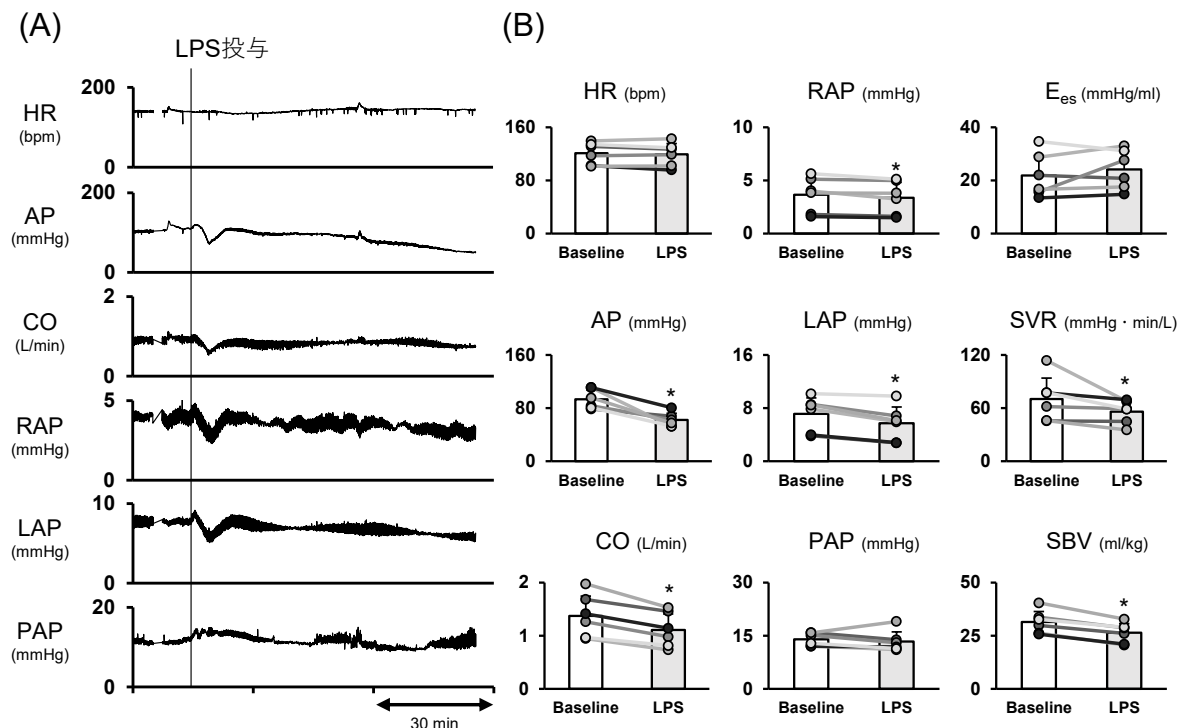 (A)
LPS投与
HR
(bpm)
200
0
AP
(mmHg)
200
0
CO
(L/min)
2
0
RAP
(mmHg)
5
0
LAP
(mmHg)
10
0
PAP
(mmHg)
20
0
30 min
(B)
HR (bpm)
160
80
0
Baseline LPS
RAP (mmHg)
10
5
0
*
Baseline LPS
Ees (mmHg/ml)
40
20
0
Baseline LPS
AP (mmHg)
160
80
0
*
Baseline LPS
LAP (mmHg)
16
8
0
*
Baseline LPS
SVR (mmHg · min/L)
120
60
0
*
Baseline LPS
CO (L/min)
2
1
0
*
Baseline LPS
PAP (mmHg)
30
15
0
Baseline LPS
SBV (ml/kg)
50
25
0
*
Baseline LPS